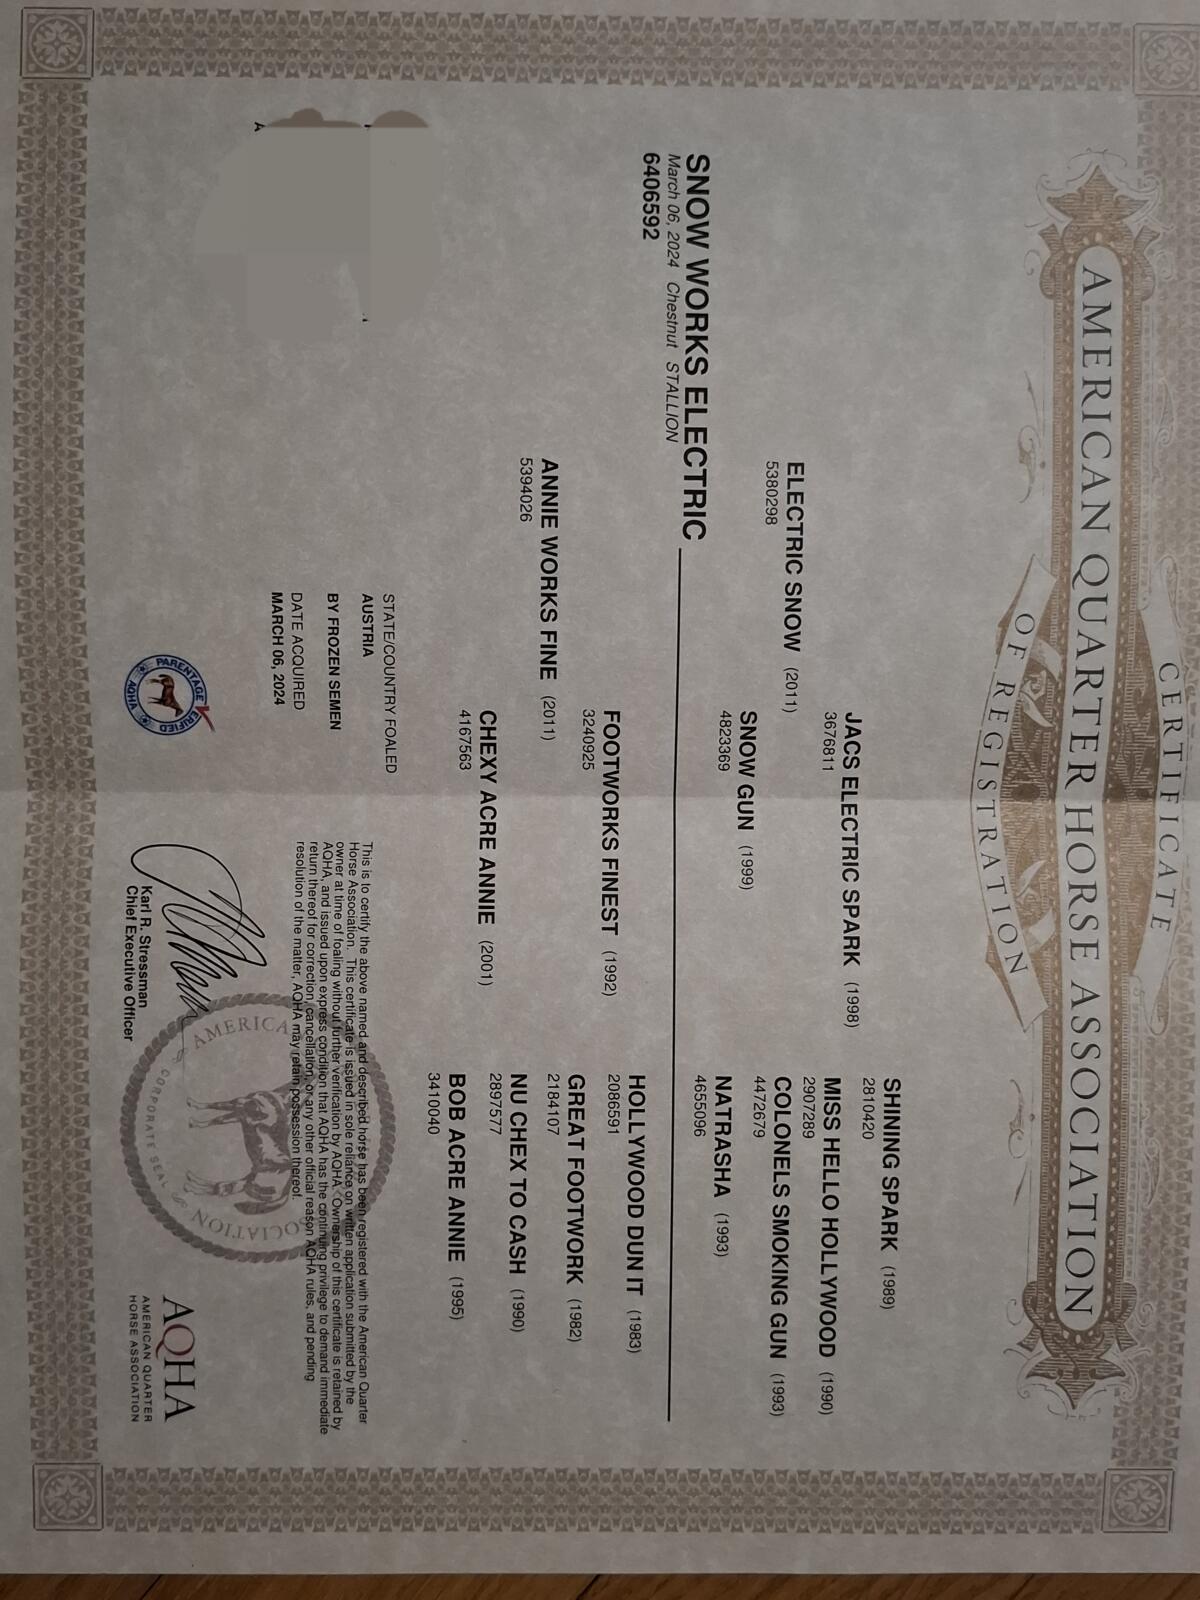 CERTIFICATE
AMERICAN QUARTER HORSE ASSOCIATION
OF REGISTRATION
SHINING SPARK (1989)
2810420
JACS ELECTRIC SPARK (1998)
3676811
MISS HELLO HOLLYWOOD (1990)
2907289
ELECTRIC SNOW (2011)
5380298
COLONELS SMOKING GUN (1993)
4472679
SNOW GUN (1999)
4823369
NATRASHA (1993)
4655096
SNOW WORKS ELECTRIC
March 06, 2024 Chestnut STALLION
6406592
HOLLYWOOD DUN IT (1983)
2086591
FOOTWORKS FINEST (1992)
3240925
GREAT FOOTWORK (1982)
2184107
ANNIE WORKS FINE (2011)
5394026
NU CHEX TO CASH (1990)
2897577
CHEXY ACRE ANNIE (2001)
4167563
BOB ACRE ANNIE (1995)
3410040
STATE/COUNTRY FOALED
AUSTRIA
BY FROZEN SEMEN
DATE ACQUIRED
MARCH 06, 2024
This is to certify the above named and described horse has been registered with the American Quarter
Horse Association. This certificate is issued in sole reliance on written application submitted by the
owner at time of foaling without further verification by AQHA. Ownership of this certificate is retained by
AQHA, and issued upon express condition that AQHA has the continuing privilege to demand immediate
return thereof for correction, cancellation, or any other official reason AQHA rules, and pending
resolution of the matter, AQHA may retain possession thereof.
PARENTAGE VERIFIED
AQHA
Karl R. Stressman
Chief Executive Officer
AMERICA
SOCIATION
CORPORATE SEAL
AQHA
AMERICAN QUARTER
HORSE ASSOCIATION